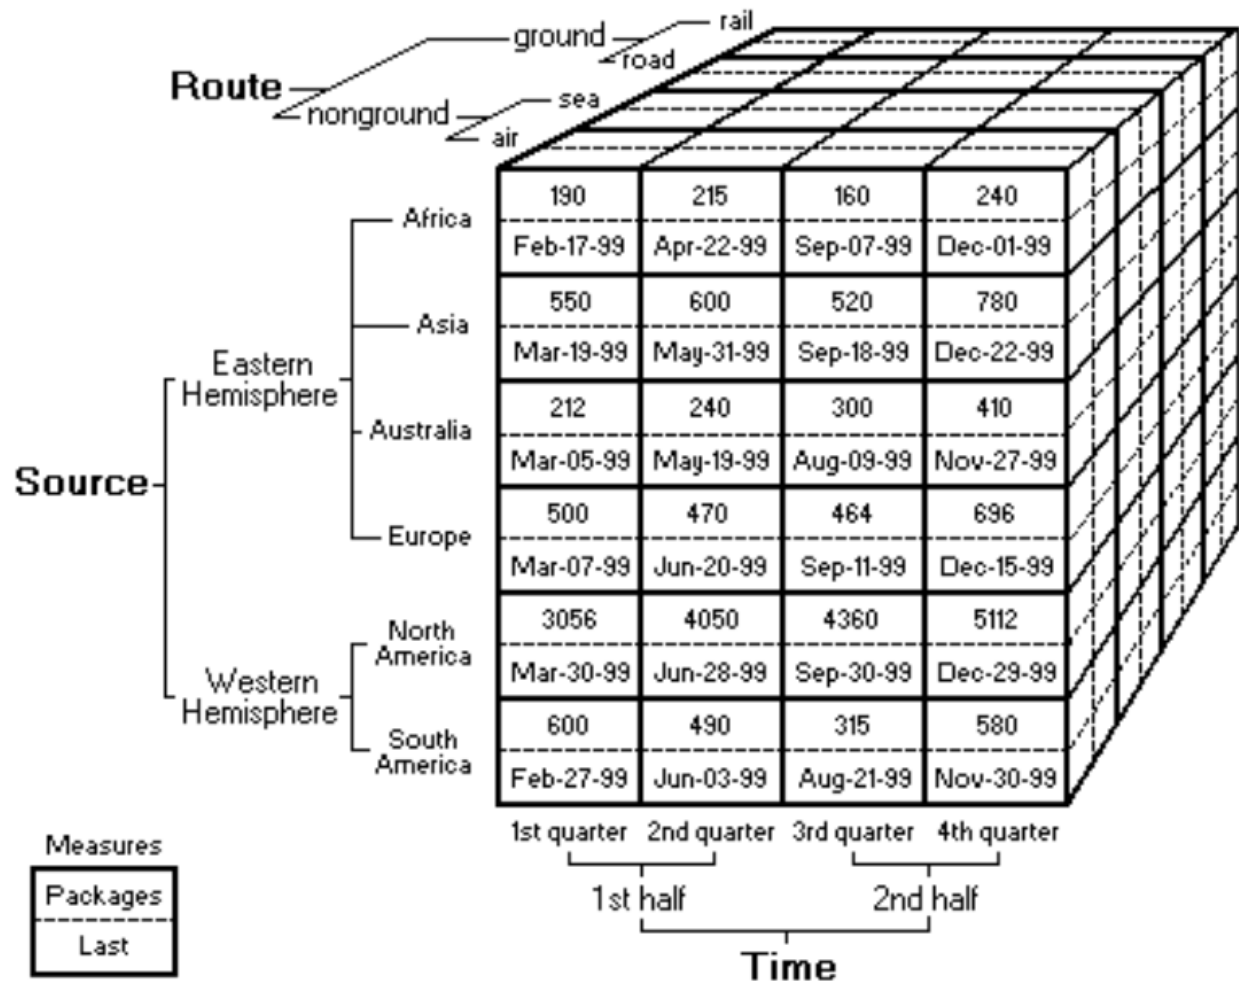 rail
ground
road
Route
sea
nonground
air
190 215 160 240
Africa
Feb-17-99 Apr-22-99 Sep-07-99 Dec-01-99
550 600 520 780
Asia
Mar-19-99 May-31-99 Sep-18-99 Dec-22-99
Eastern
Hemisphere
212 240 300 410
Australia
Mar-05-99 May-19-99 Aug-09-99 Nov-27-99
Source
500 470 464 696
Europe
Mar-07-99 Jun-20-99 Sep-11-99 Dec-15-99
3056 4050 4360 5112
North
America
Mar-30-99 Jun-28-99 Sep-30-99 Dec-29-99
Western
Hemisphere
600 490 315 580
South
America
Feb-27-99 Jun-03-99 Aug-21-99 Nov-30-99
1st quarter 2nd quarter 3rd quarter 4th quarter
Measures
Packages
Last
1st half 2nd half
Time